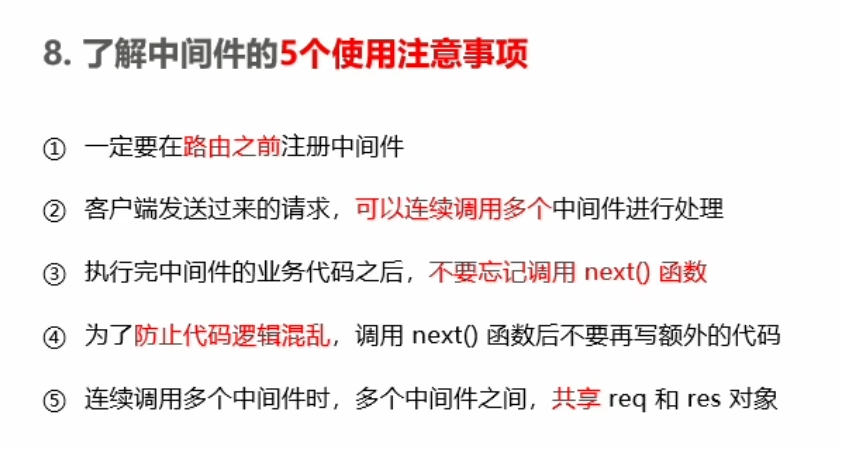 8. 了解中间件的5个使用注意事项
① 一定要在路由之前注册中间件
② 客户端发送过来的请求，可以连续调用多个中间件进行处理
③ 执行完中间件的业务代码之后，不要忘记调用 next() 函数
④ 为了防止代码逻辑混乱，调用 next() 函数后不要再写额外的代码
⑤ 连续调用多个中间件时，多个中间件之间，共享 req 和 res 对象